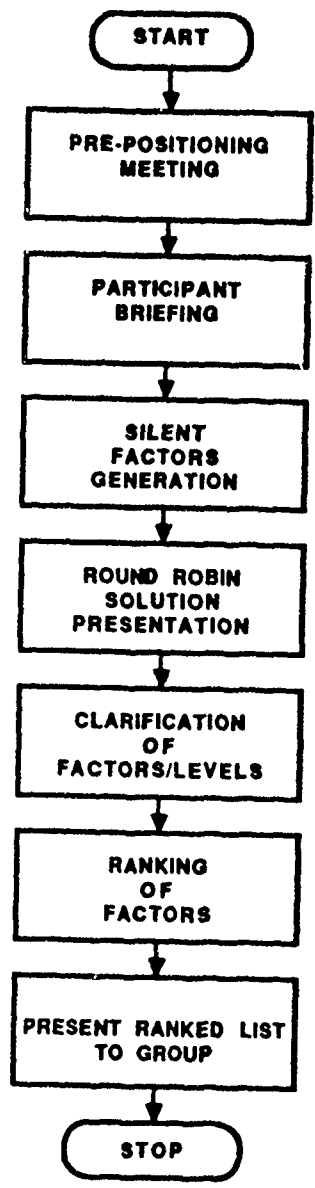 START
PRE-POSITIONING
MEETING
PARTICIPANT
BRIEFING
SILENT
FACTORS
GENERATION
ROUND ROBIN
SOLUTION
PRESENTATION
CLARIFICATION
OF
FACTORS/LEVELS
RANKING
OF
FACTORS
PRESENT RANKED LIST
TO GROUP
STOP